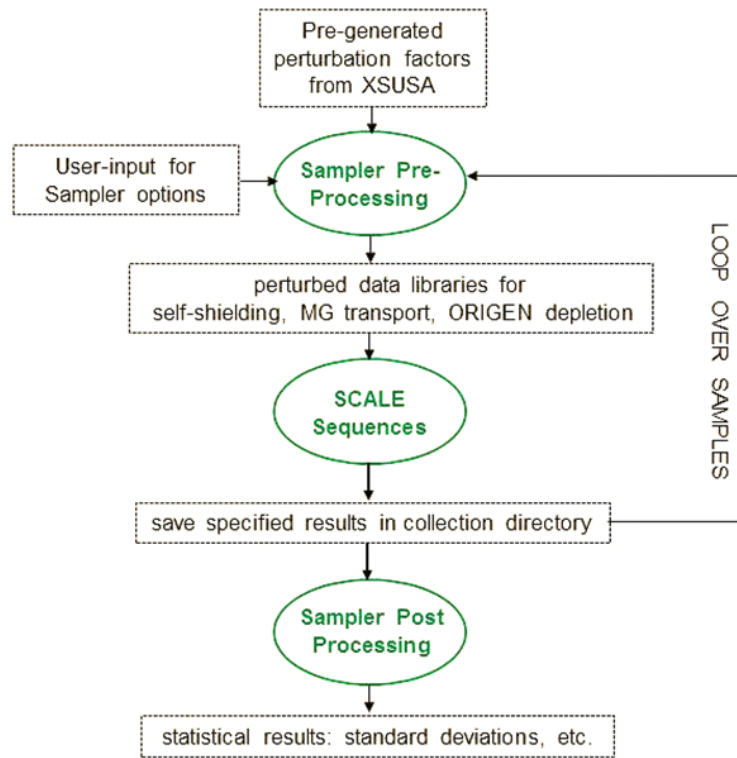 Pre-generated
perturbation factors
from XSUSA
User-input for
Sampler options
Sampler Pre-
Processing
perturbed data libraries for
self-shielding, MG transport, ORIGEN depletion
SCALE
Sequences
LOOP OVER SAMPLES
save specified results in collection directory
Sampler Post
Processing
statistical results: standard deviations, etc.